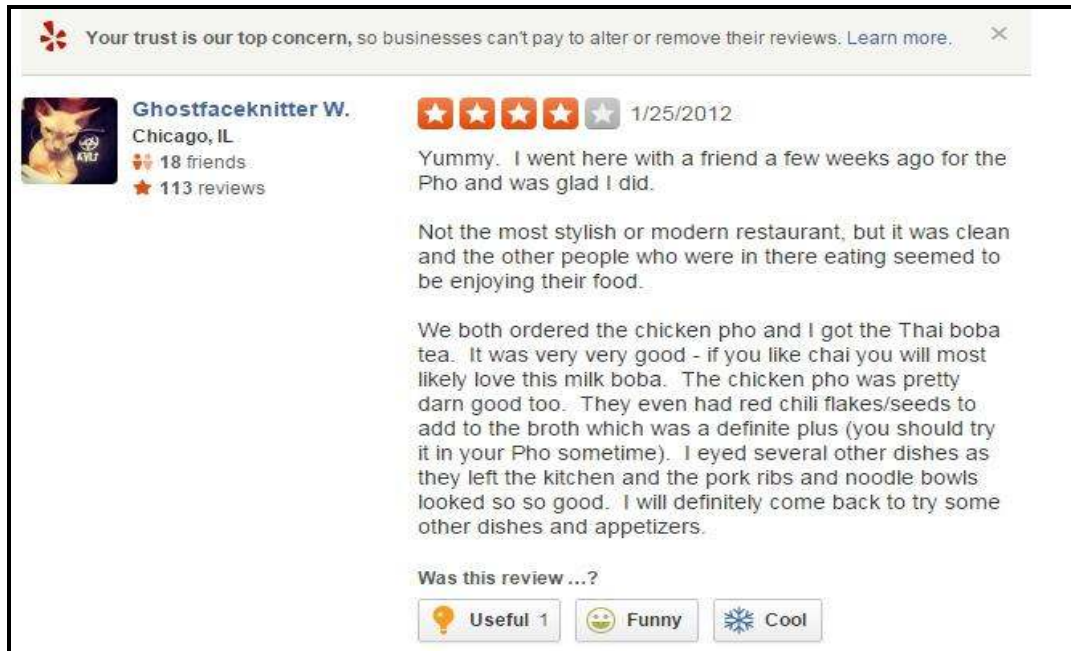 Your trust is our top concern, so businesses can't pay to alter or remove their reviews. Learn more. ×
Ghostfaceknitter W.
Chicago, IL
18 friends
113 reviews
1/25/2012
Yummy. I went here with a friend a few weeks ago for the
Pho and was glad I did.
Not the most stylish or modern restaurant, but it was clean
and the other people who were in there eating seemed to
be enjoying their food.
We both ordered the chicken pho and I got the Thai boba
tea. It was very very good - if you like chai you will most
likely love this milk boba. The chicken pho was pretty
darn good too. They even had red chili flakes/seeds to
add to the broth which was a definite plus (you should try
it in your Pho sometime). I eyed several other dishes as
they left the kitchen and the pork ribs and noodle bowls
looked so so good. I will definitely come back to try some
other dishes and appetizers.
Was this review ...?
Useful 1
Funny
Cool